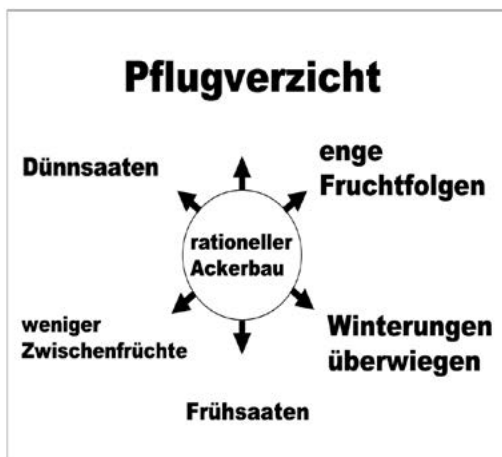 Pflugverzicht
Dünnsaaten
enge
Fruchtfolgen
rationeller
Ackerbau
weniger
Zwischenfrüchte
Winterungen
überwiegen
Frühsaaten